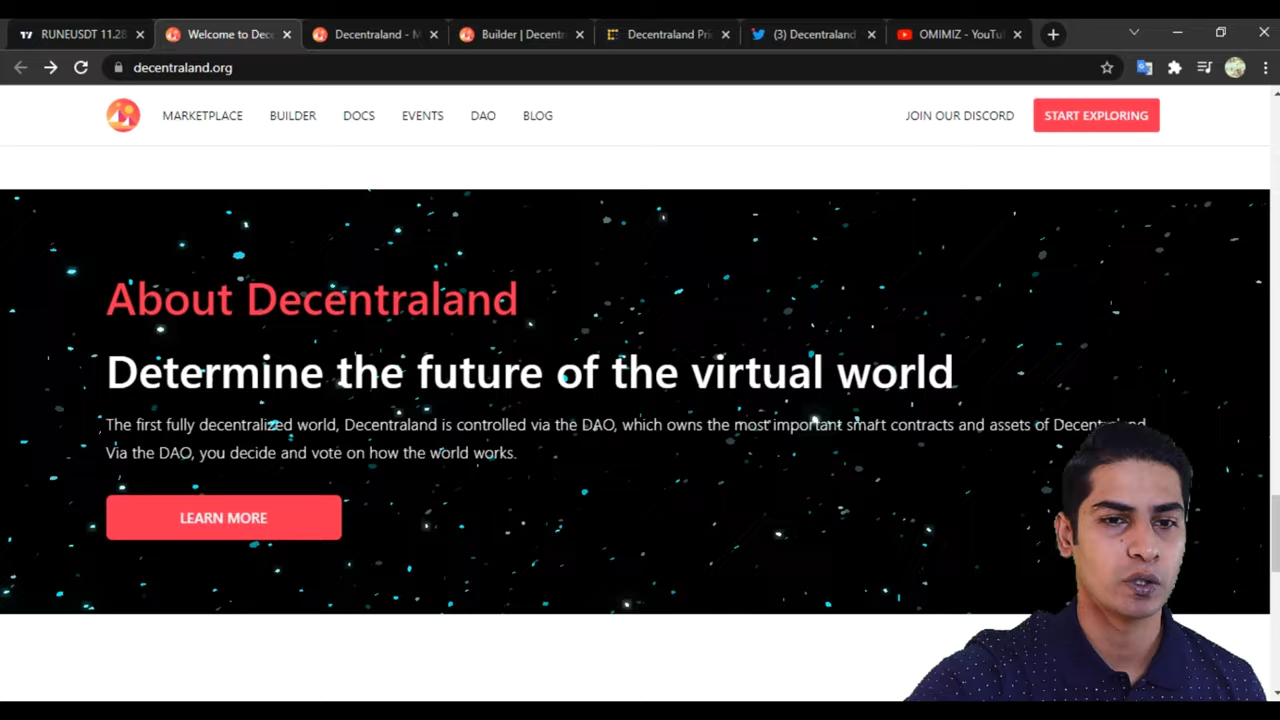 RUNEUSDT 11.28
Welcome to Dec
Decentraland - M
Builder | Decentr
Decentraland Pri
(3) Decentraland
OMIMIZ - YouTu
decentraland.org
MARKETPLACE
BUILDER
DOCS
EVENTS
DAO
BLOG
JOIN OUR DISCORD
START EXPLORING
About Decentraland
Determine the future of the virtual world
The first fully decentralized world, Decentraland is controlled via the DAO, which owns the most important smart contracts and assets of Decentraland.
Via the DAO, you decide and vote on how the world works.
LEARN MORE